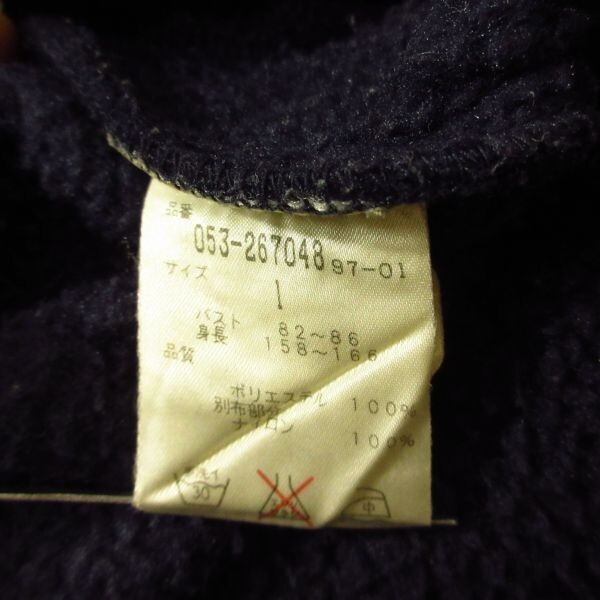 品番
053-267048 97-01
サイズ
1
バスト 82~86
身長 158~166
品質
ポリエステル 100%
別布部分
ナイロン 100%
30
中